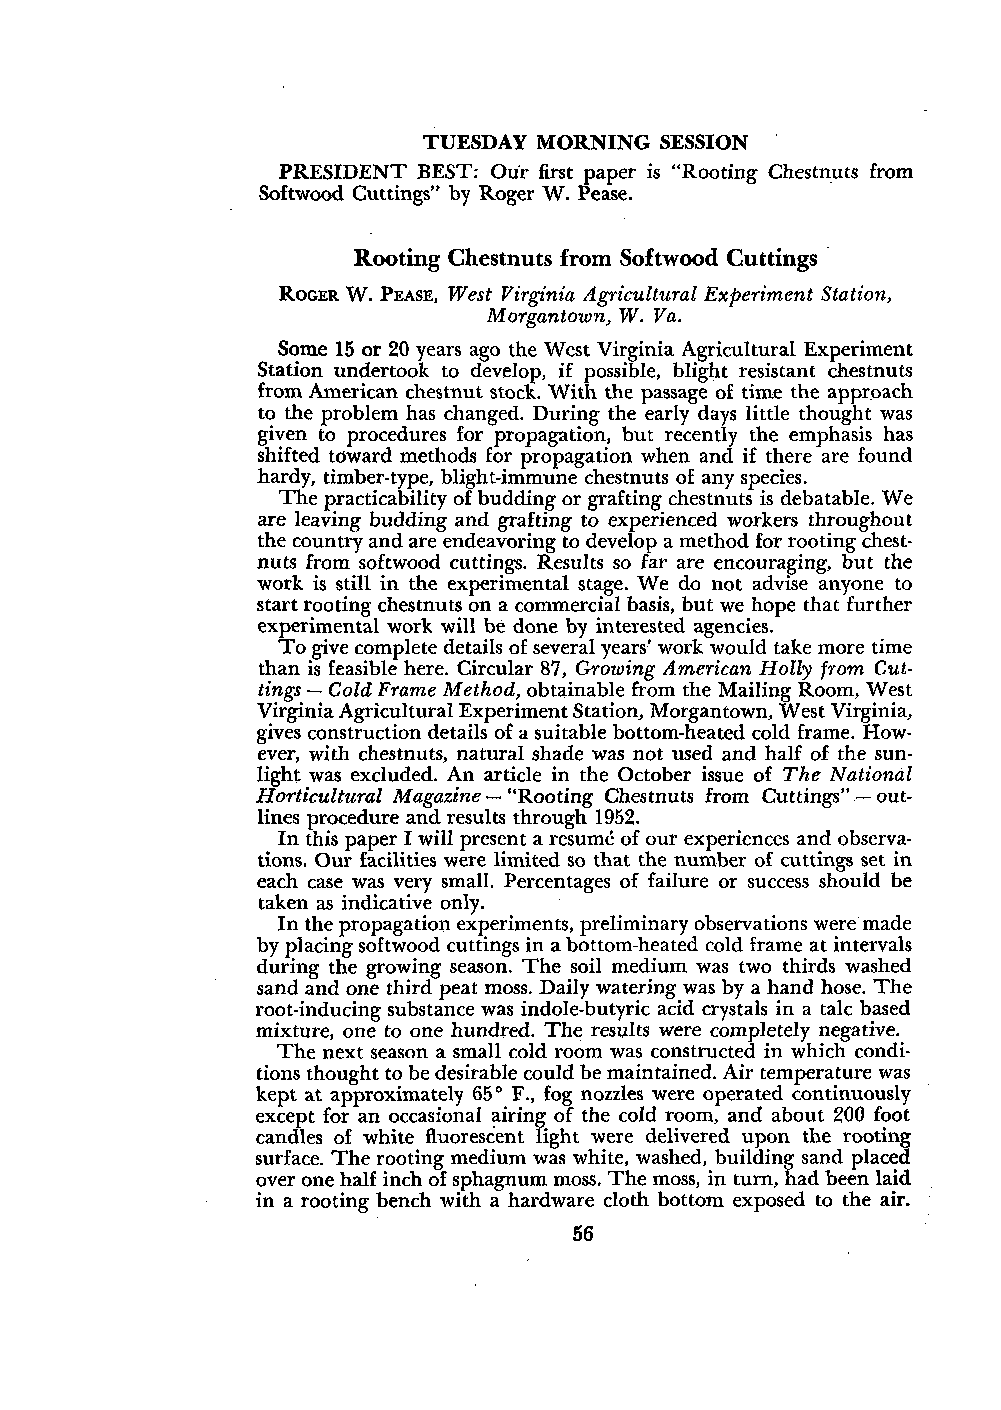 TUESDAY MORNING SESSION
PRESIDENT BEST: Our first paper is "Rooting Chestnuts from
Softwood Cuttings" by Roger W. Pease.
Rooting Chestnuts from Softwood Cuttings
ROGER W. PEASE, West Virginia Agricultural Experiment Station,
Morgantown, W. Va.
Some 15 or 20 years ago the West Virginia Agricultural Experiment
Station undertook to develop, if possible, blight resistant chestnuts
from American chestnut stock. With the passage of time the approach
to the problem has changed. During the early days little thought was
given to procedures for propagation, but recently the emphasis has
shifted toward methods for propagation when and if there are found
hardy, timber-type, blight-immune chestnuts of any species.
The practicability of budding or grafting chestnuts is debatable. We
are leaving budding and grafting to experienced workers throughout
the country and are endeavoring to develop a method for rooting chest-
nuts from softwood cuttings. Results so far are encouraging, but the
work is still in the experimental stage. We do not advise anyone to
start rooting chestnuts on a commercial basis, but we hope that further
experimental work will be done by interested agencies.
To give complete details of several years' work would take more time
than is feasible here. Circular 87, Growing American Holly from Cut-
tings — Cold Frame Method, obtainable from the Mailing Room, West
Virginia Agricultural Experiment Station, Morgantown, West Virginia,
gives construction details of a suitable bottom-heated cold frame. How-
ever, with chestnuts, natural shade was not used and half of the sun-
light was excluded. An article in the October issue of The National
Horticultural Magazine — "Rooting Chestnuts from Cuttings" — out-
lines procedure and results through 1952.
In this paper I will present a resumé of our experiences and observa-
tions. Our facilities were limited so that the number of cuttings set in
each case was very small. Percentages of failure or success should be
taken as indicative only.
In the propagation experiments, preliminary observations were made
by placing softwood cuttings in a bottom-heated cold frame at intervals
during the growing season. The soil medium was two thirds washed
sand and one third peat moss. Daily watering was by a hand hose. The
root-inducing substance was indole-butyric acid crystals in a talc based
mixture, one to one hundred. The results were completely negative.
The next season a small cold room was constructed in which condi-
tions thought to be desirable could be maintained. Air temperature was
kept at approximately 65° F., fog nozzles were operated continuously
except for an occasional airing of the cold room, and about 200 foot
candles of white fluorescent light were delivered upon the rooting
surface. The rooting medium was white, washed, building sand placed
over one half inch of sphagnum moss. The moss, in turn, had been laid
in a rooting bench with a hardware cloth bottom exposed to the air.
56